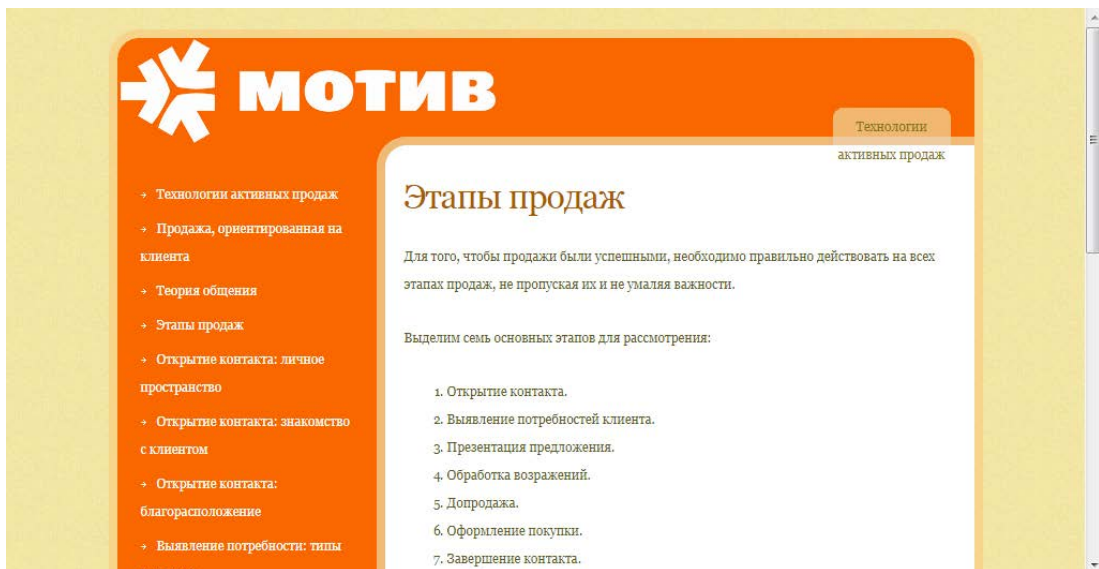 МОТИВ
Технологии
активных продаж
→ Технологии активных продаж
→ Продажа, ориентированная на
клиента
→ Теория общения
→ Этапы продаж
→ Открытие контакта: личное
пространство
→ Открытие контакта: знакомство
с клиентом
→ Открытие контакта:
благорасположение
→ Выявление потребности: типы
Этапы продаж
Для того, чтобы продажи были успешными, необходимо правильно действовать на всех
этапах продаж, не пропуская их и не умаляя важности.
Выделим семь основных этапов для рассмотрения:
1. Открытие контакта.
2. Выявление потребностей клиента.
3. Презентация предложения.
4. Обработка возражений.
5. Допродажа.
6. Оформление покупки.
7. Завершение контакта.